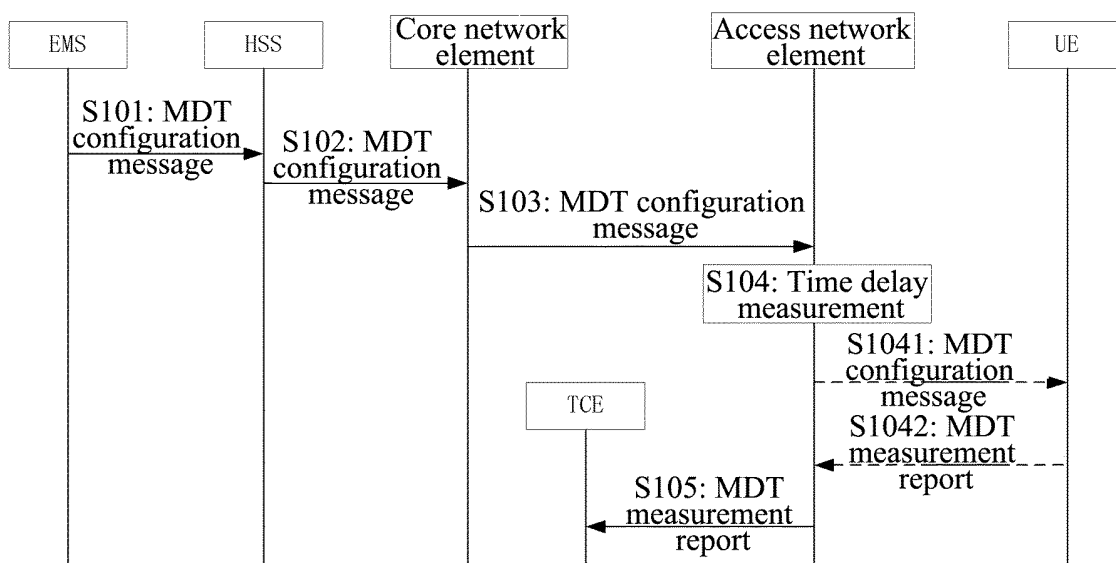 EMS
HSS
Core network
element
Access network
element
UE
S101: MDT
configuration
message
S102: MDT
configuration
message
S103: MDT configuration
message
S104: Time delay
measurement
S1041: MDT
configuration
message
TCE
S1042: MDT
measurement
report
S105: MDT
measurement
report